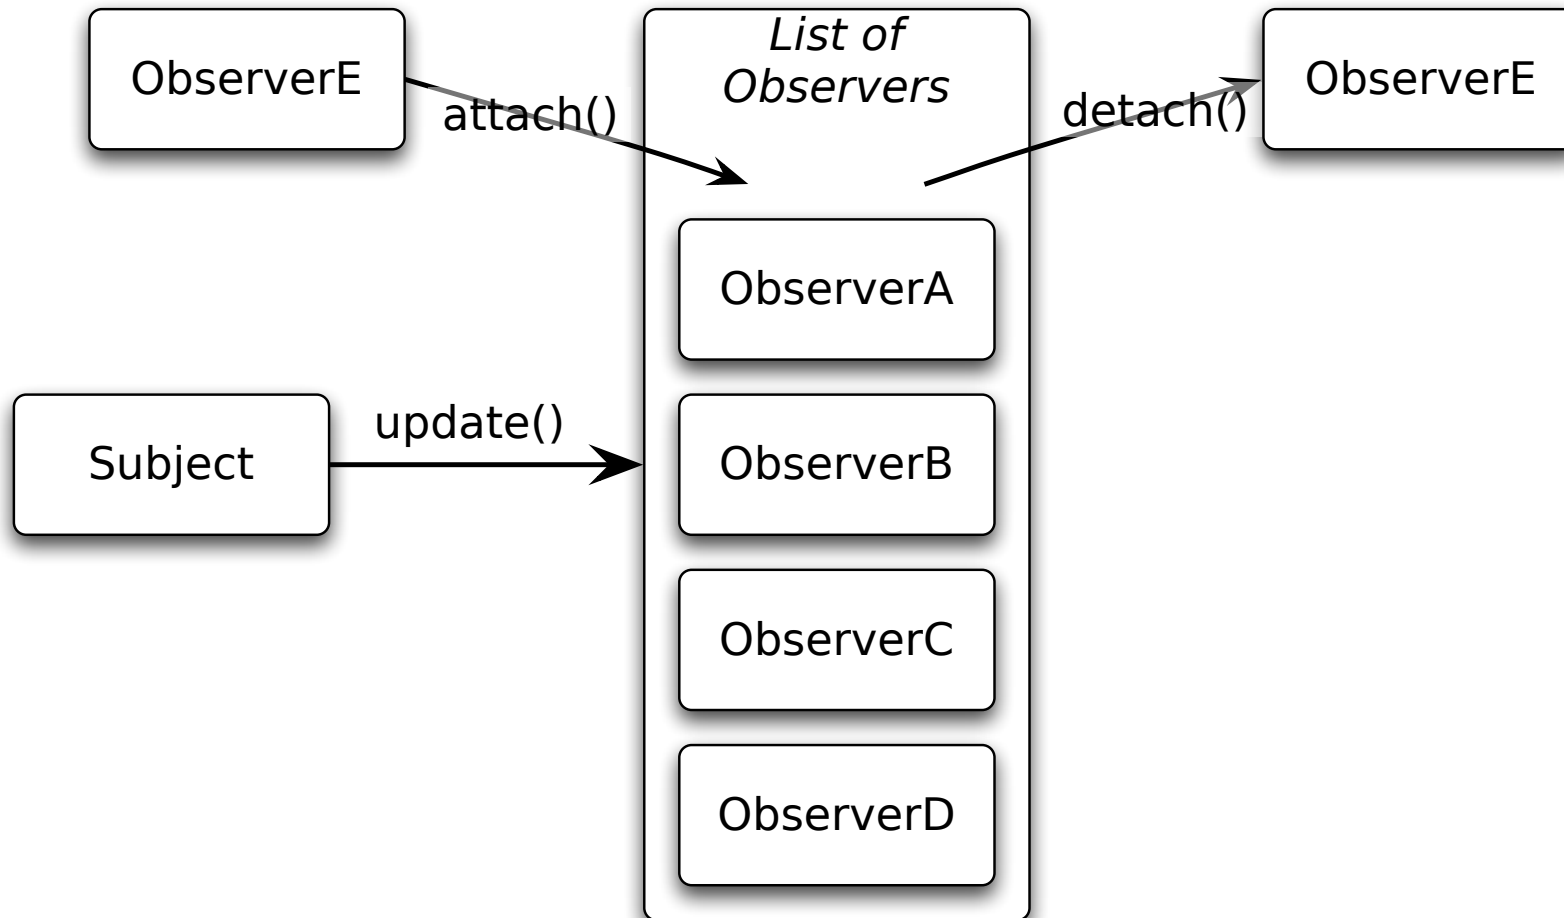 ObserverE
attach()
List of
Observers
detach()
ObserverE
ObserverA
Subject
update()
ObserverB
ObserverC
ObserverD